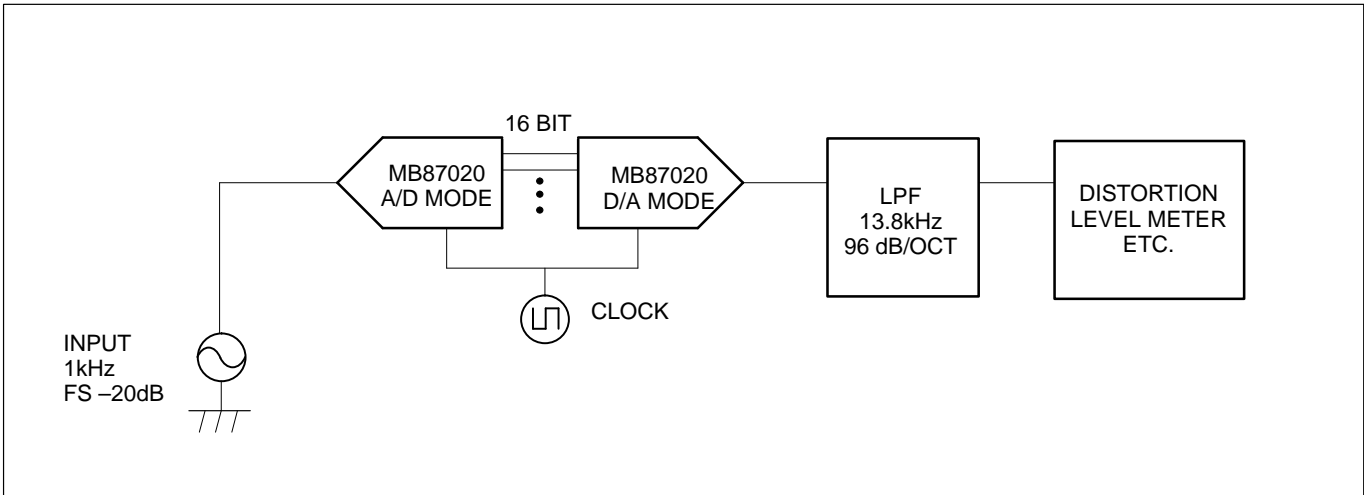 16 BIT
MB87020
A/D MODE
MB87020
D/A MODE
LPF
13.8kHz
96 dB/OCT
DISTORTION
LEVEL METER
ETC.
CLOCK
INPUT
1kHz
FS –20dB